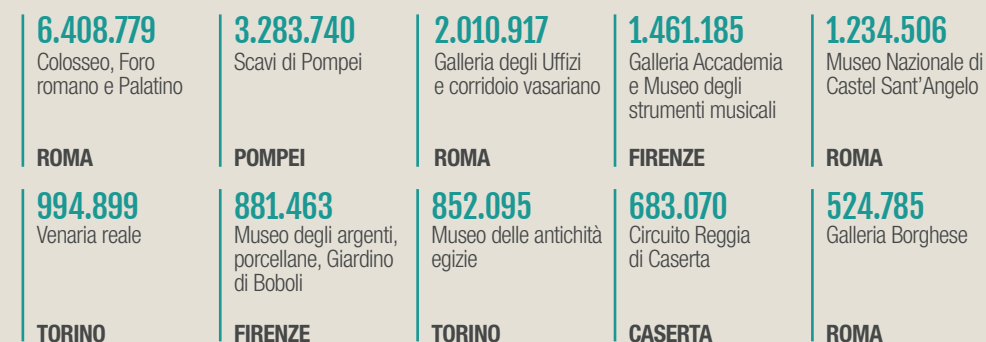 6.408.779
Colosseo, Foro
romano e Palatino
ROMA
3.283.740
Scavi di Pompei
POMPEI
2.010.917
Galleria degli Uffizi
e corridoio vasariano
ROMA
1.461.185
Galleria Accademia
e Museo degli
strumenti musicali
FIRENZE
1.234.506
Museo Nazionale di
Castel Sant'Angelo
ROMA
994.899
Venaria reale
TORINO
881.463
Museo degli argenti,
porcellane, Giardino
di Boboli
FIRENZE
852.095
Museo delle antichità
egizie
TORINO
683.070
Circuito Reggia
di Caserta
CASERTA
524.785
Galleria Borghese
ROMA